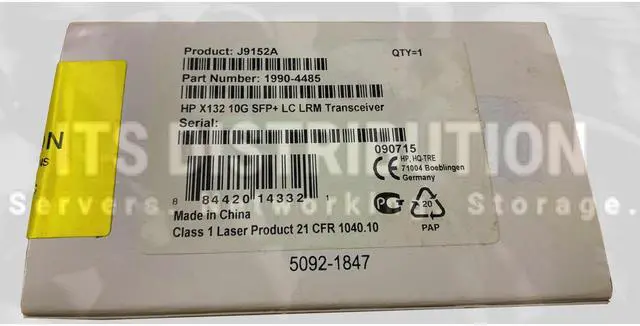 Product: J9152A
QTY=1
Part Number: 1990-4485
HP X132 10G SFP+ LC LRM Transceiver
Serial:
090715
HP, HQ-TRE
71004 Boeblingen
Germany
CE
8 84420 14332 1
20
PAP
Made in China
Class 1 Laser Product 21 CFR 1040.10
5092-1847
ITS DISTRIBUTION
Servers. Networking. Storage.